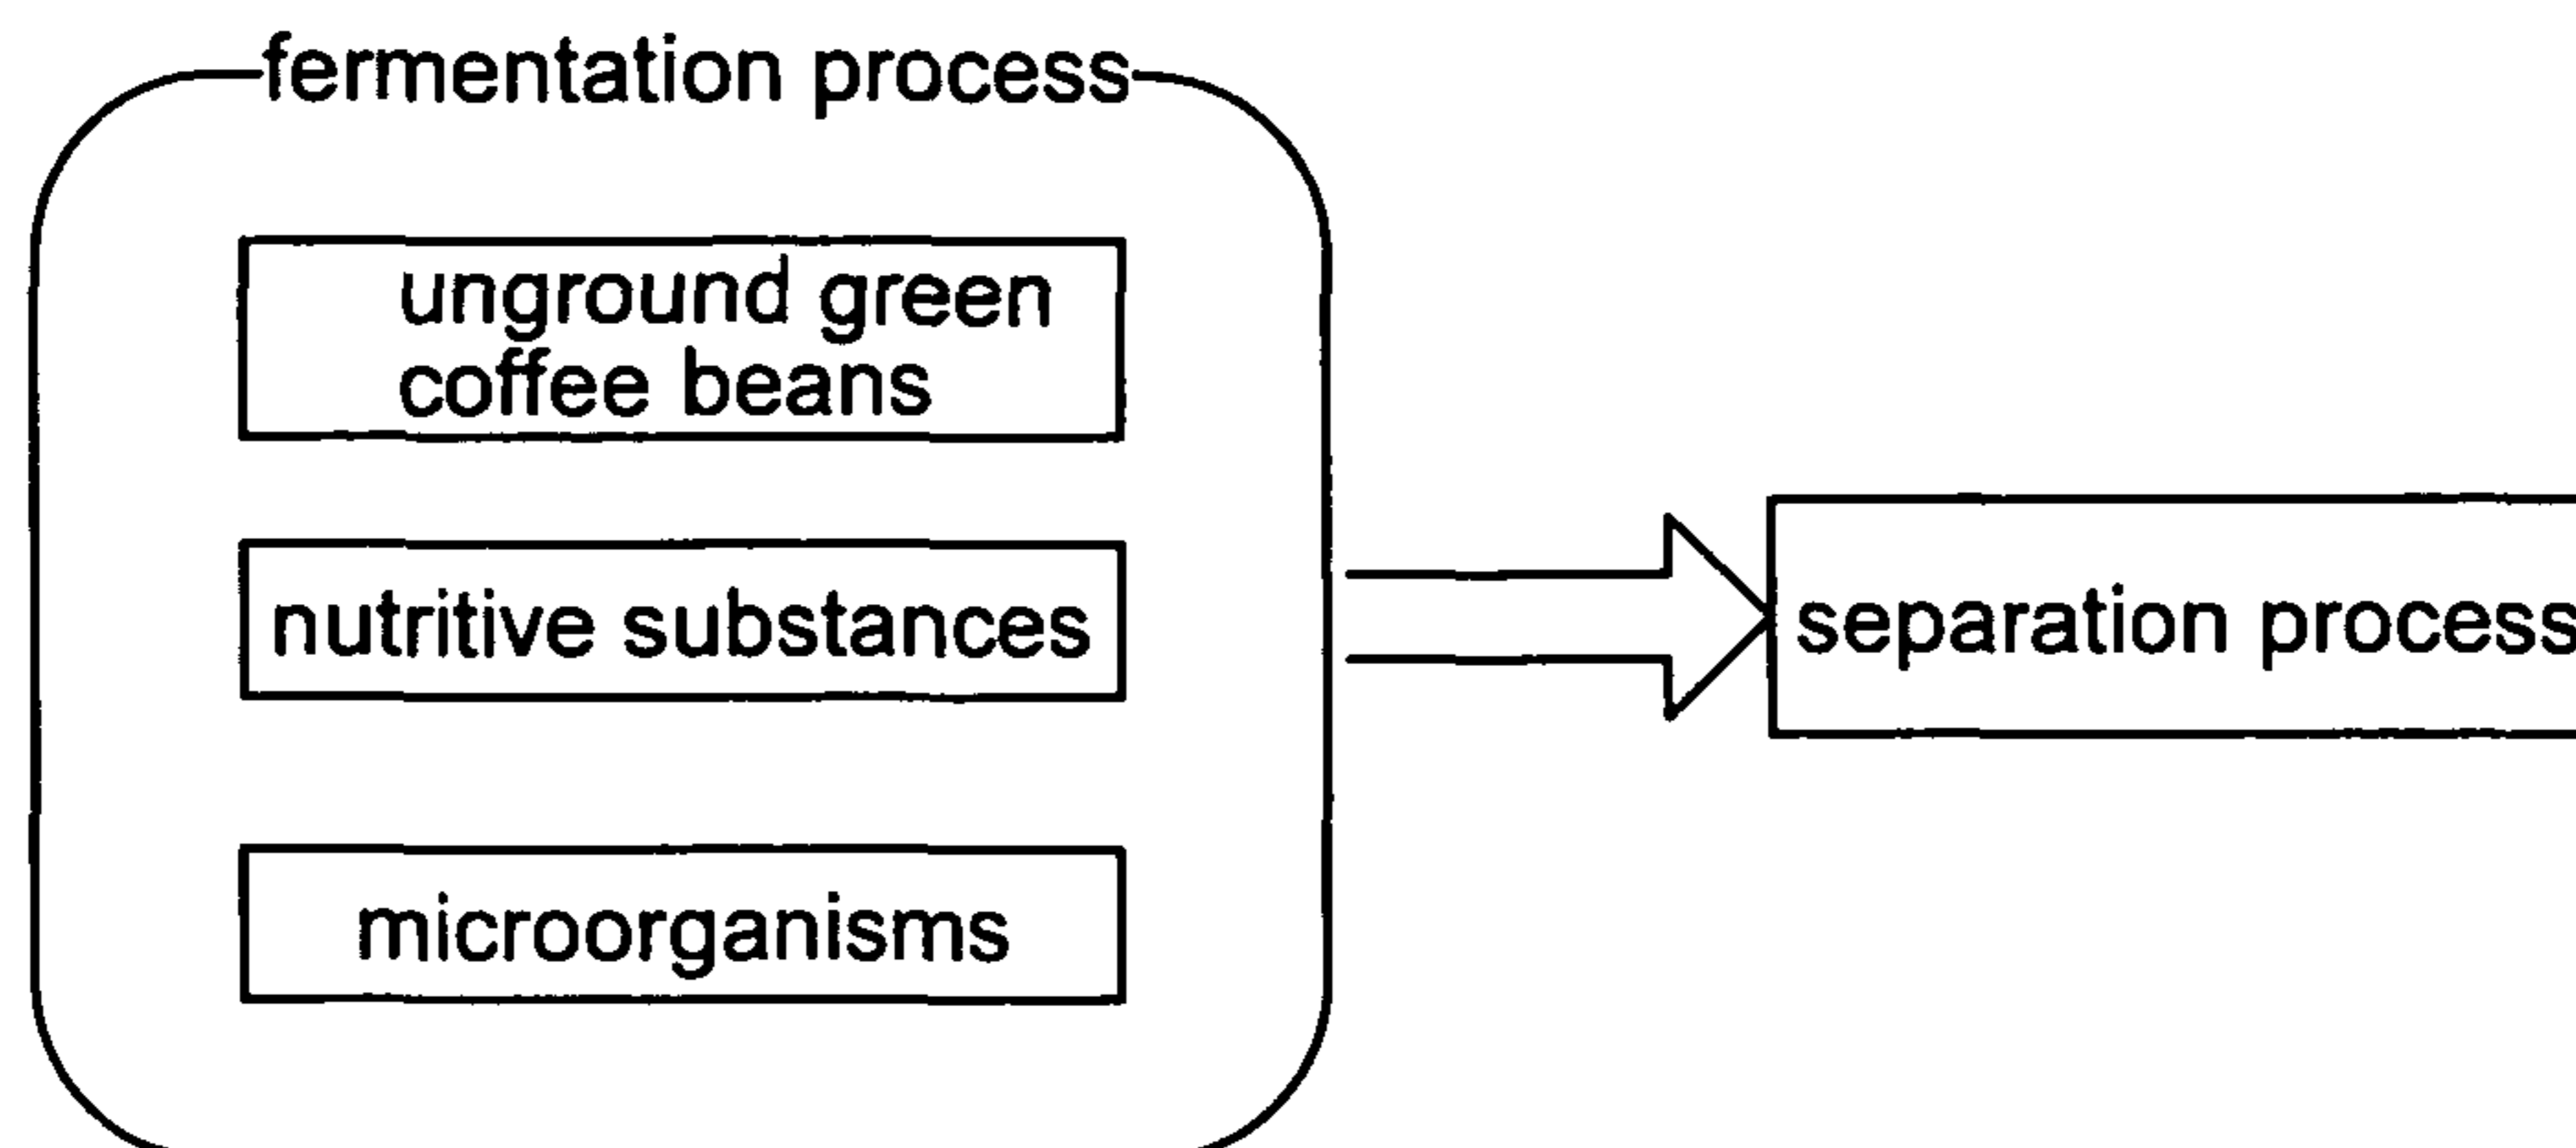 fermentation process
unground green
coffee beans
nutritive substances
microorganisms
separation process